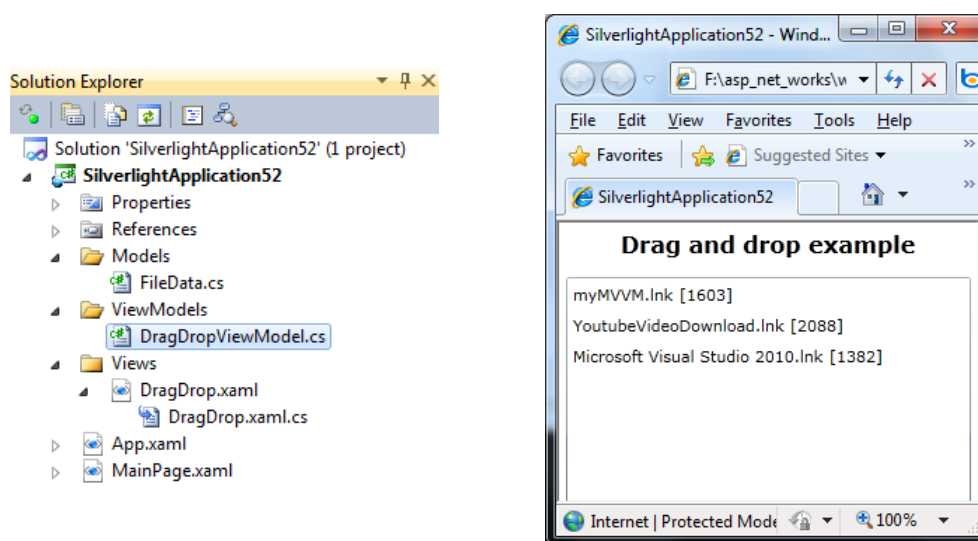 Solution Explorer
Solution 'SilverlightApplication52' (1 project)
SilverlightApplication52
Properties
References
Models
FileData.cs
ViewModels
DragDropViewModel.cs
Views
DragDrop.xaml
DragDrop.xaml.cs
App.xaml
MainPage.xaml
SilverlightApplication52 - Wind...
F:\asp_net_works\w
File Edit View Favorites Tools Help
Favorites Suggested Sites
SilverlightApplication52
Drag and drop example
myMVVM.lnk [1603]
YoutubeVideoDownload.lnk [2088]
Microsoft Visual Studio 2010.lnk [1382]
Internet | Protected Mode 100%